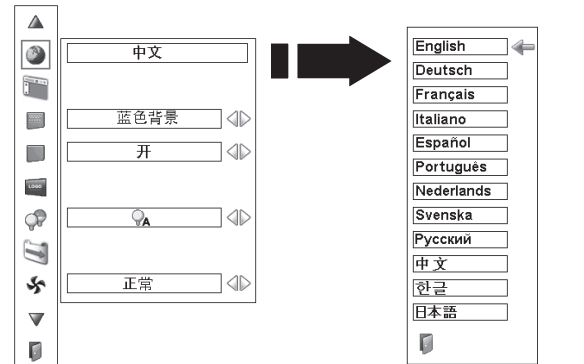 中文
蓝色背景
开
LOGO
A
正常
English
Deutsch
Français
Italiano
Español
Português
Nederlands
Svenska
Русский
中文
한글
日本語